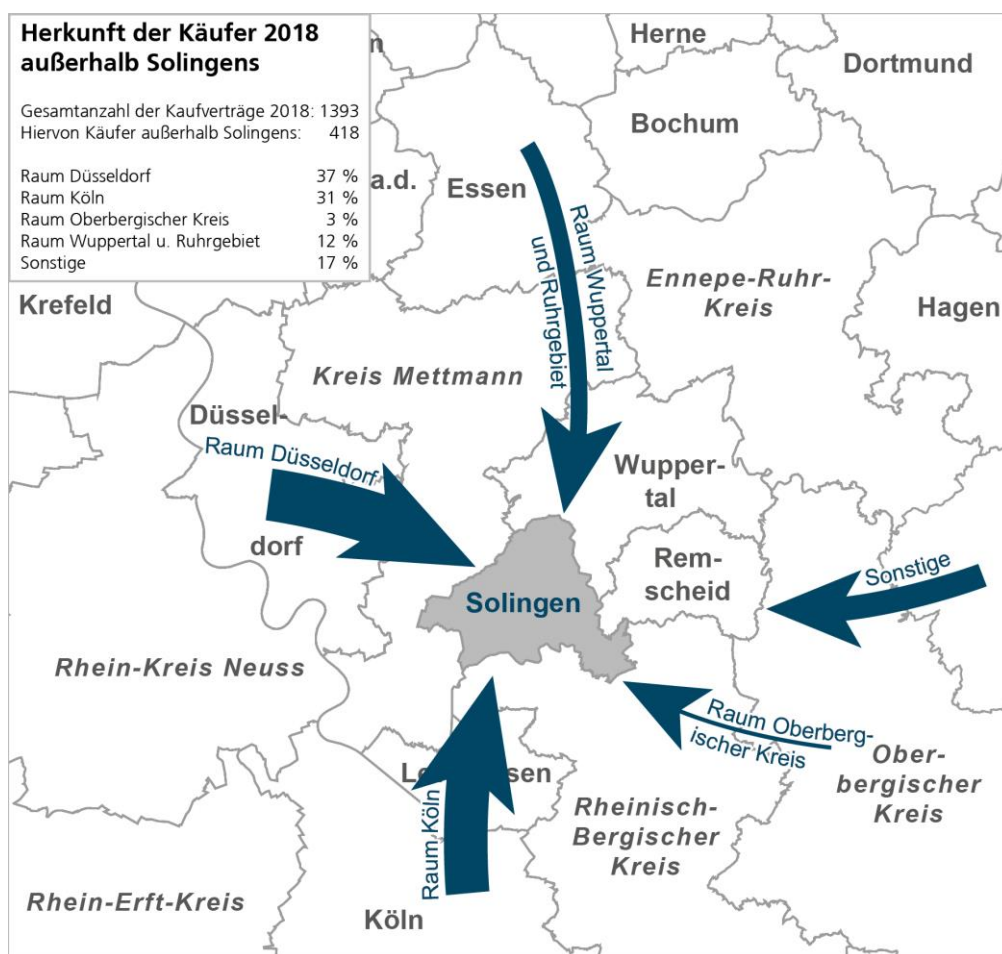 Herkunft der Käufer 2018
außerhalb Solingens
Gesamtanzahl der Kaufverträge 2018: 1393
Hiervon Käufer außerhalb Solingens: 418
Raum Düsseldorf 37 %
Raum Köln 31 %
Raum Oberbergischer Kreis 3 %
Raum Wuppertal u. Ruhrgebiet 12 %
Sonstige 17 %
n
Herne
Dortmund
Bochum
a.d.
Essen
Raum Wuppertal
und Ruhrgebiet
Ennepe-Ruhr-
Kreis
Krefeld
Hagen
Kreis Mettmann
Düssel-
dorf
Raum Düsseldorf
Wupper-
tal
Rem-
scheid
Sonstige
Solingen
Rhein-Kreis Neuss
Raum Oberberg-
ischer Kreis
Ober-
bergischer
Kreis
Raum Köln
Rheinisch-
Bergischer
Kreis
Rhein-Erft-Kreis
Köln